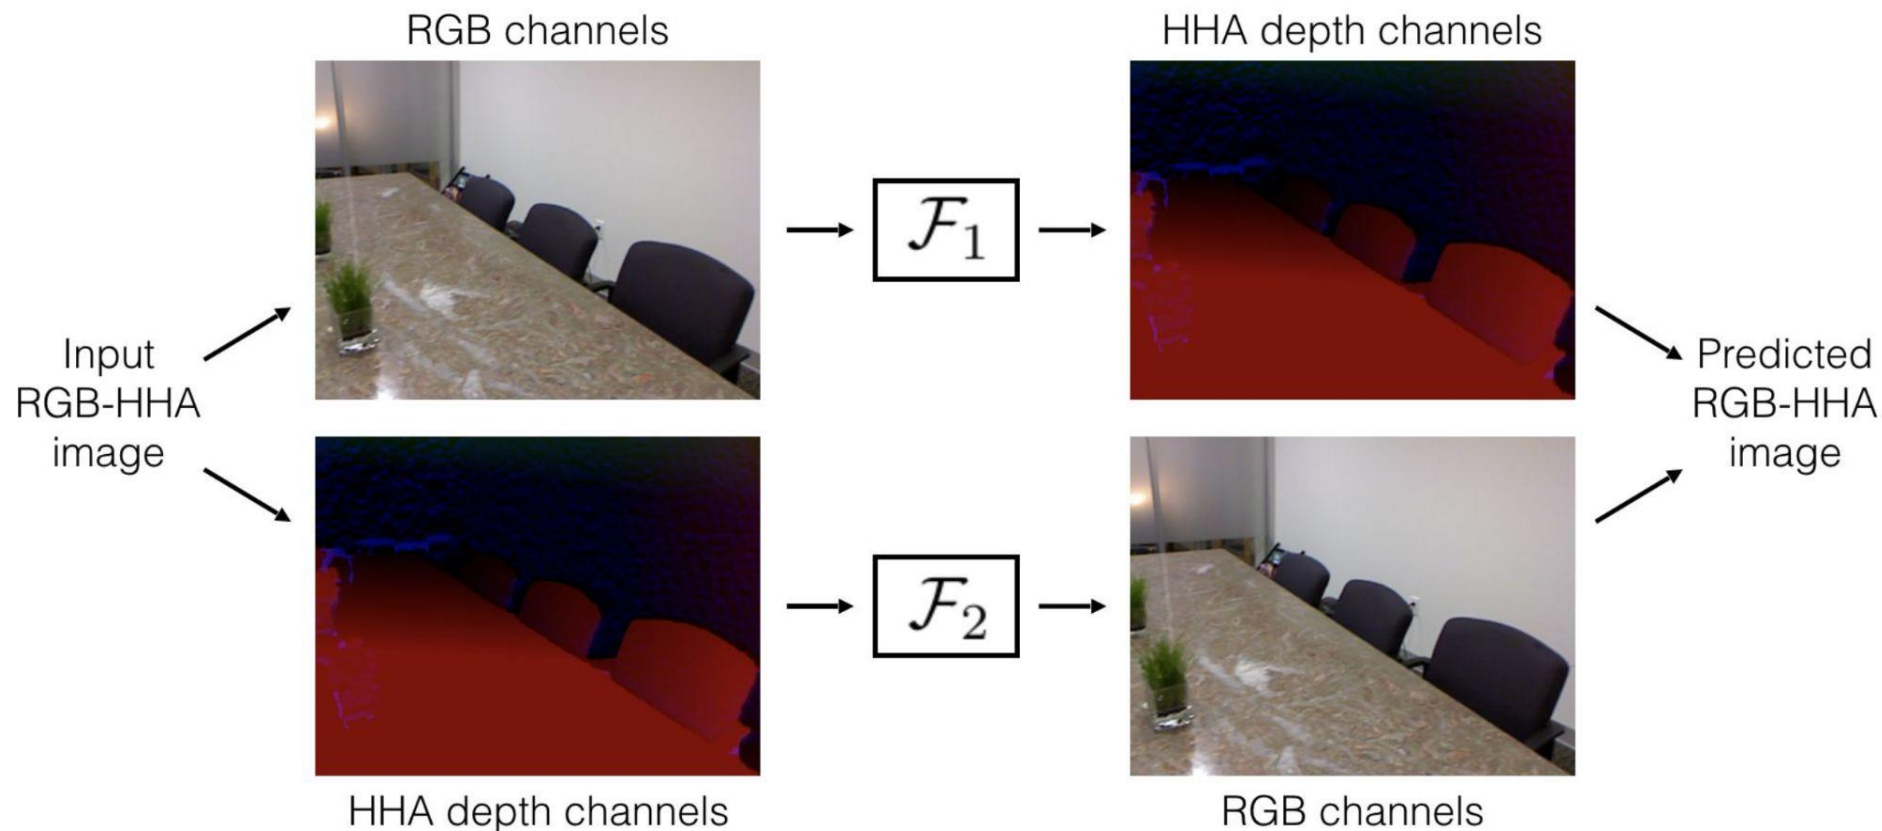 RGB channels
HHA depth channels
Input
RGB-HHA
image
ℱ₁
ℱ₂
Predicted
RGB-HHA
image
HHA depth channels
RGB channels